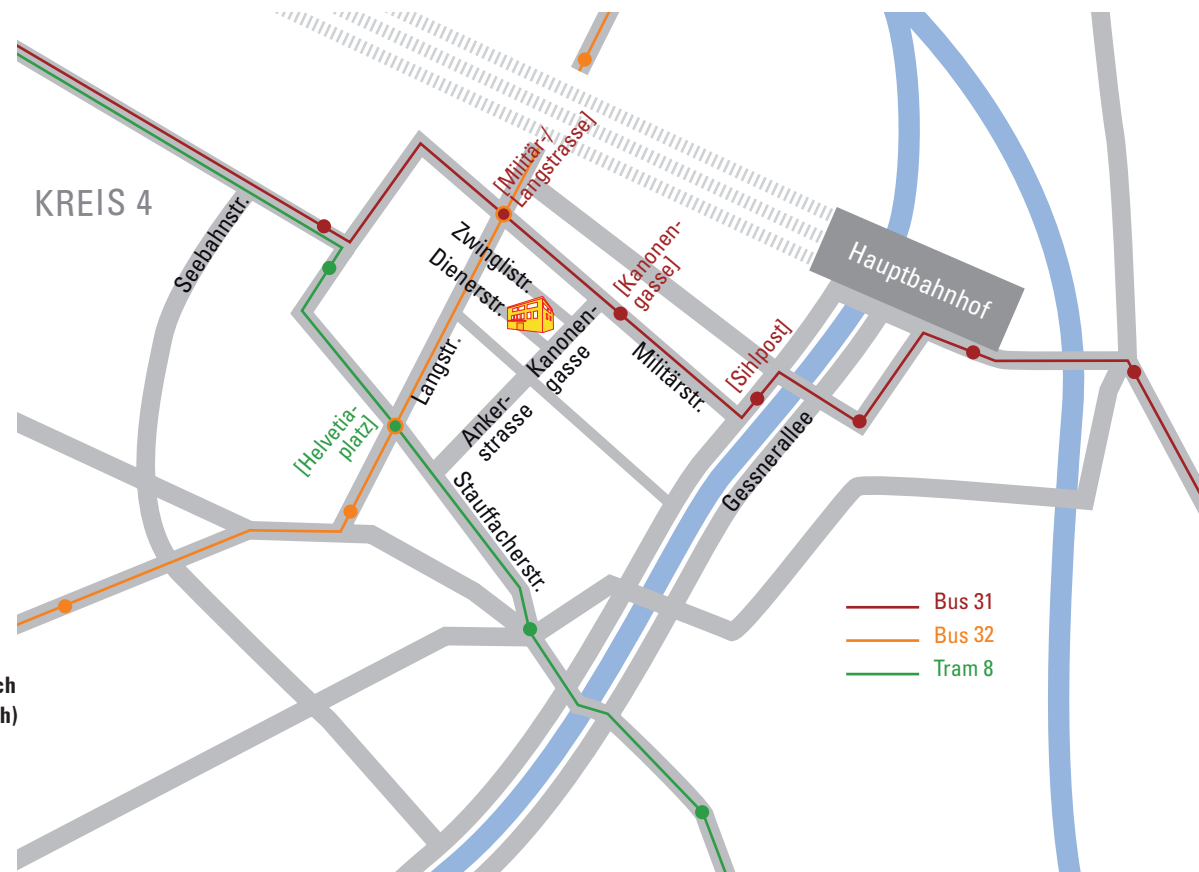 [Militär-/
Langstrasse]
KREIS 4
Seebahnstr.
Zwinglistr.
Dienerstr.
[Kanonen-
gasse]
Hauptbahnhof
Langstr.
Kanonen-
gasse
Militärstr.
[Sihlpost]
[Helvetia-
platz]
Anker-
strasse
Gessnerallee
Stauffacherstr.
Bus 31
Bus 32
Tram 8
ch
h)